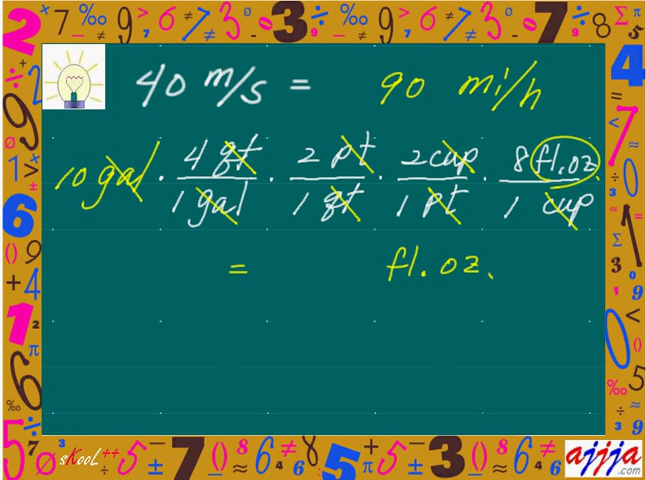 40 m/s = 90 mi/h
10 gal · 4 qt / 1 gal · 2 pt / 1 qt · 2 cup / 1 pt · 8 fl.oz. / 1 cup
= fl.oz.
sKooL++
ajjja
.com